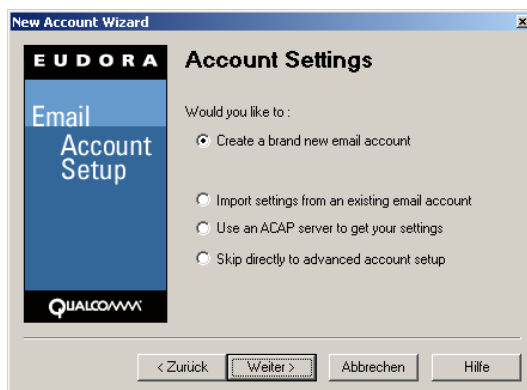 New Account Wizard
EUDORA
Email
Account
Setup
QUALCOMM
Account Settings
Would you like to :
Create a brand new email account
Import settings from an existing email account
Use an ACAP server to get your settings
Skip directly to advanced account setup
< Zurück
Weiter >
Abbrechen
Hilfe